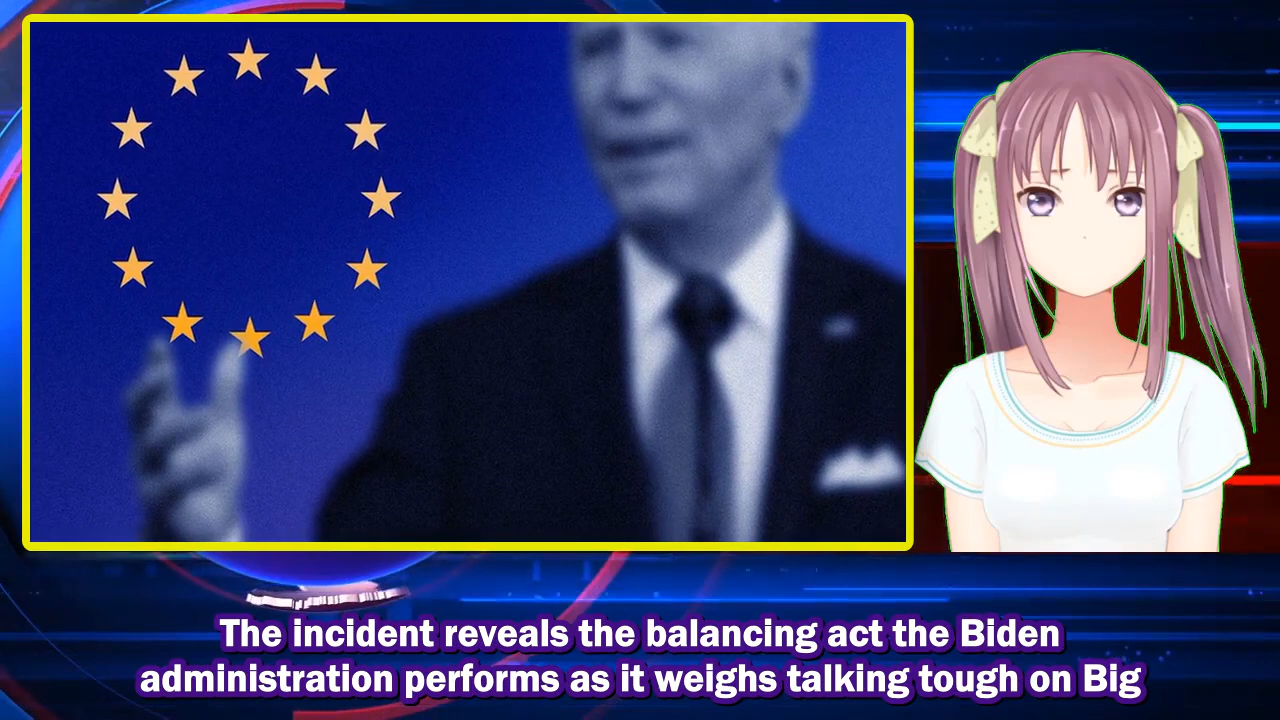 The incident reveals the balancing act the Biden
administration performs as it weighs talking tough on Big